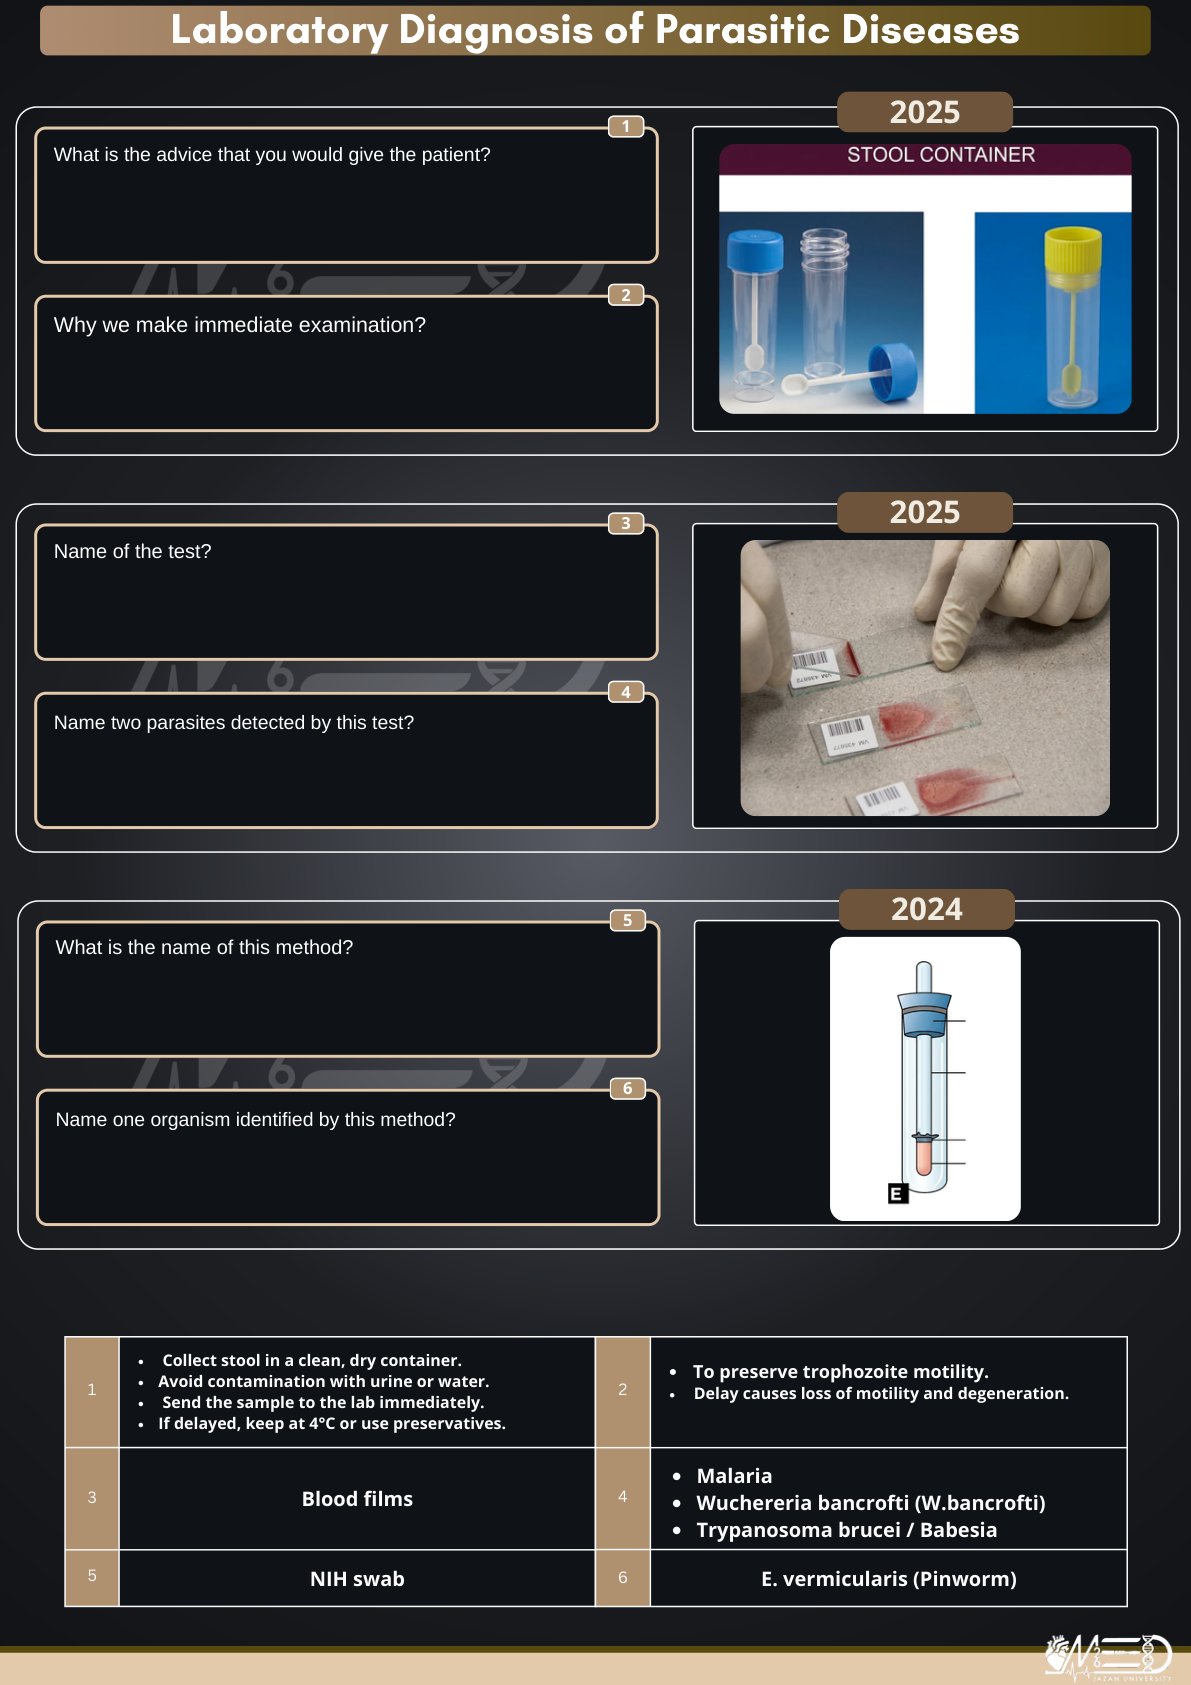 Laboratory Diagnosis of Parasitic Diseases
2025
1
What is the advice that you would give the patient?
STOOL CONTAINER
2
Why we make immediate examination?
2025
3
Name of the test?
4
Name two parasites detected by this test?
2024
5
What is the name of this method?
6
Name one organism identified by this method?
E
1
• Collect stool in a clean, dry container.
• Avoid contamination with urine or water.
• Send the sample to the lab immediately.
• If delayed, keep at 4°C or use preservatives.
2
• To preserve trophozoite motility.
• Delay causes loss of motility and degeneration.
3
Blood films
4
• Malaria
• Wuchereria bancrofti (W.bancrofti)
• Trypanosoma brucei / Babesia
5
NIH swab
6
E. vermicularis (Pinworm)
MED
JAZAN UNIVERSITY